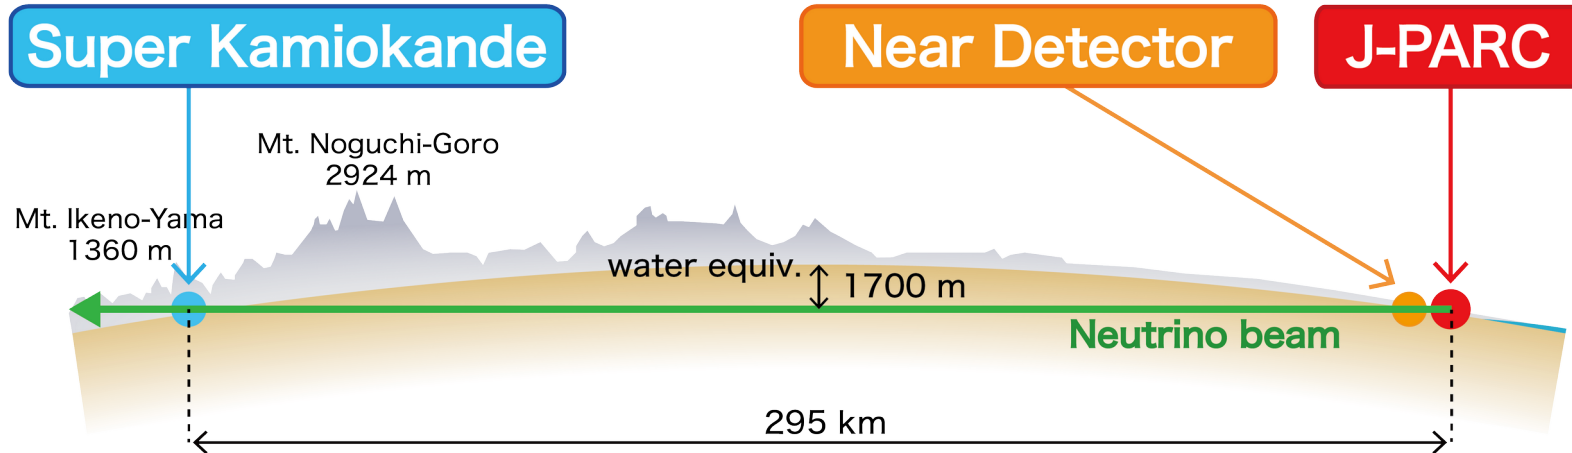 Super Kamiokande
Near Detector
J-PARC
Mt. Noguchi-Goro
2924 m
Mt. Ikeno-Yama
1360 m
water equiv.
1700 m
Neutrino beam
295 km